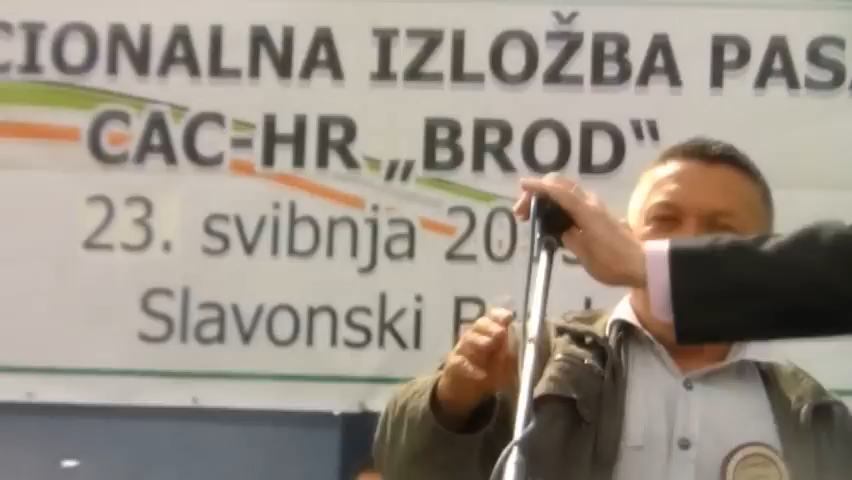 CIONALNA IZLOŽBA PAS
CAC-HR „BROD“
23. svibnja 20
Slavonski